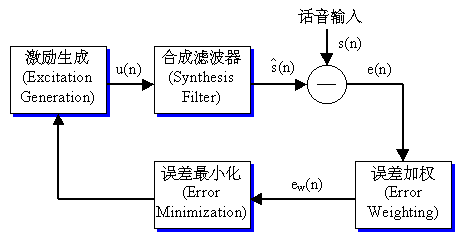 话音输入
s(n)
激励生成
(Excitation
Generation)
u(n)
合成滤波器
(Synthesis
Filter)
ŝ(n)
e(n)
误差最小化
(Error
Minimization)
ew(n)
误差加权
(Error
Weighting)